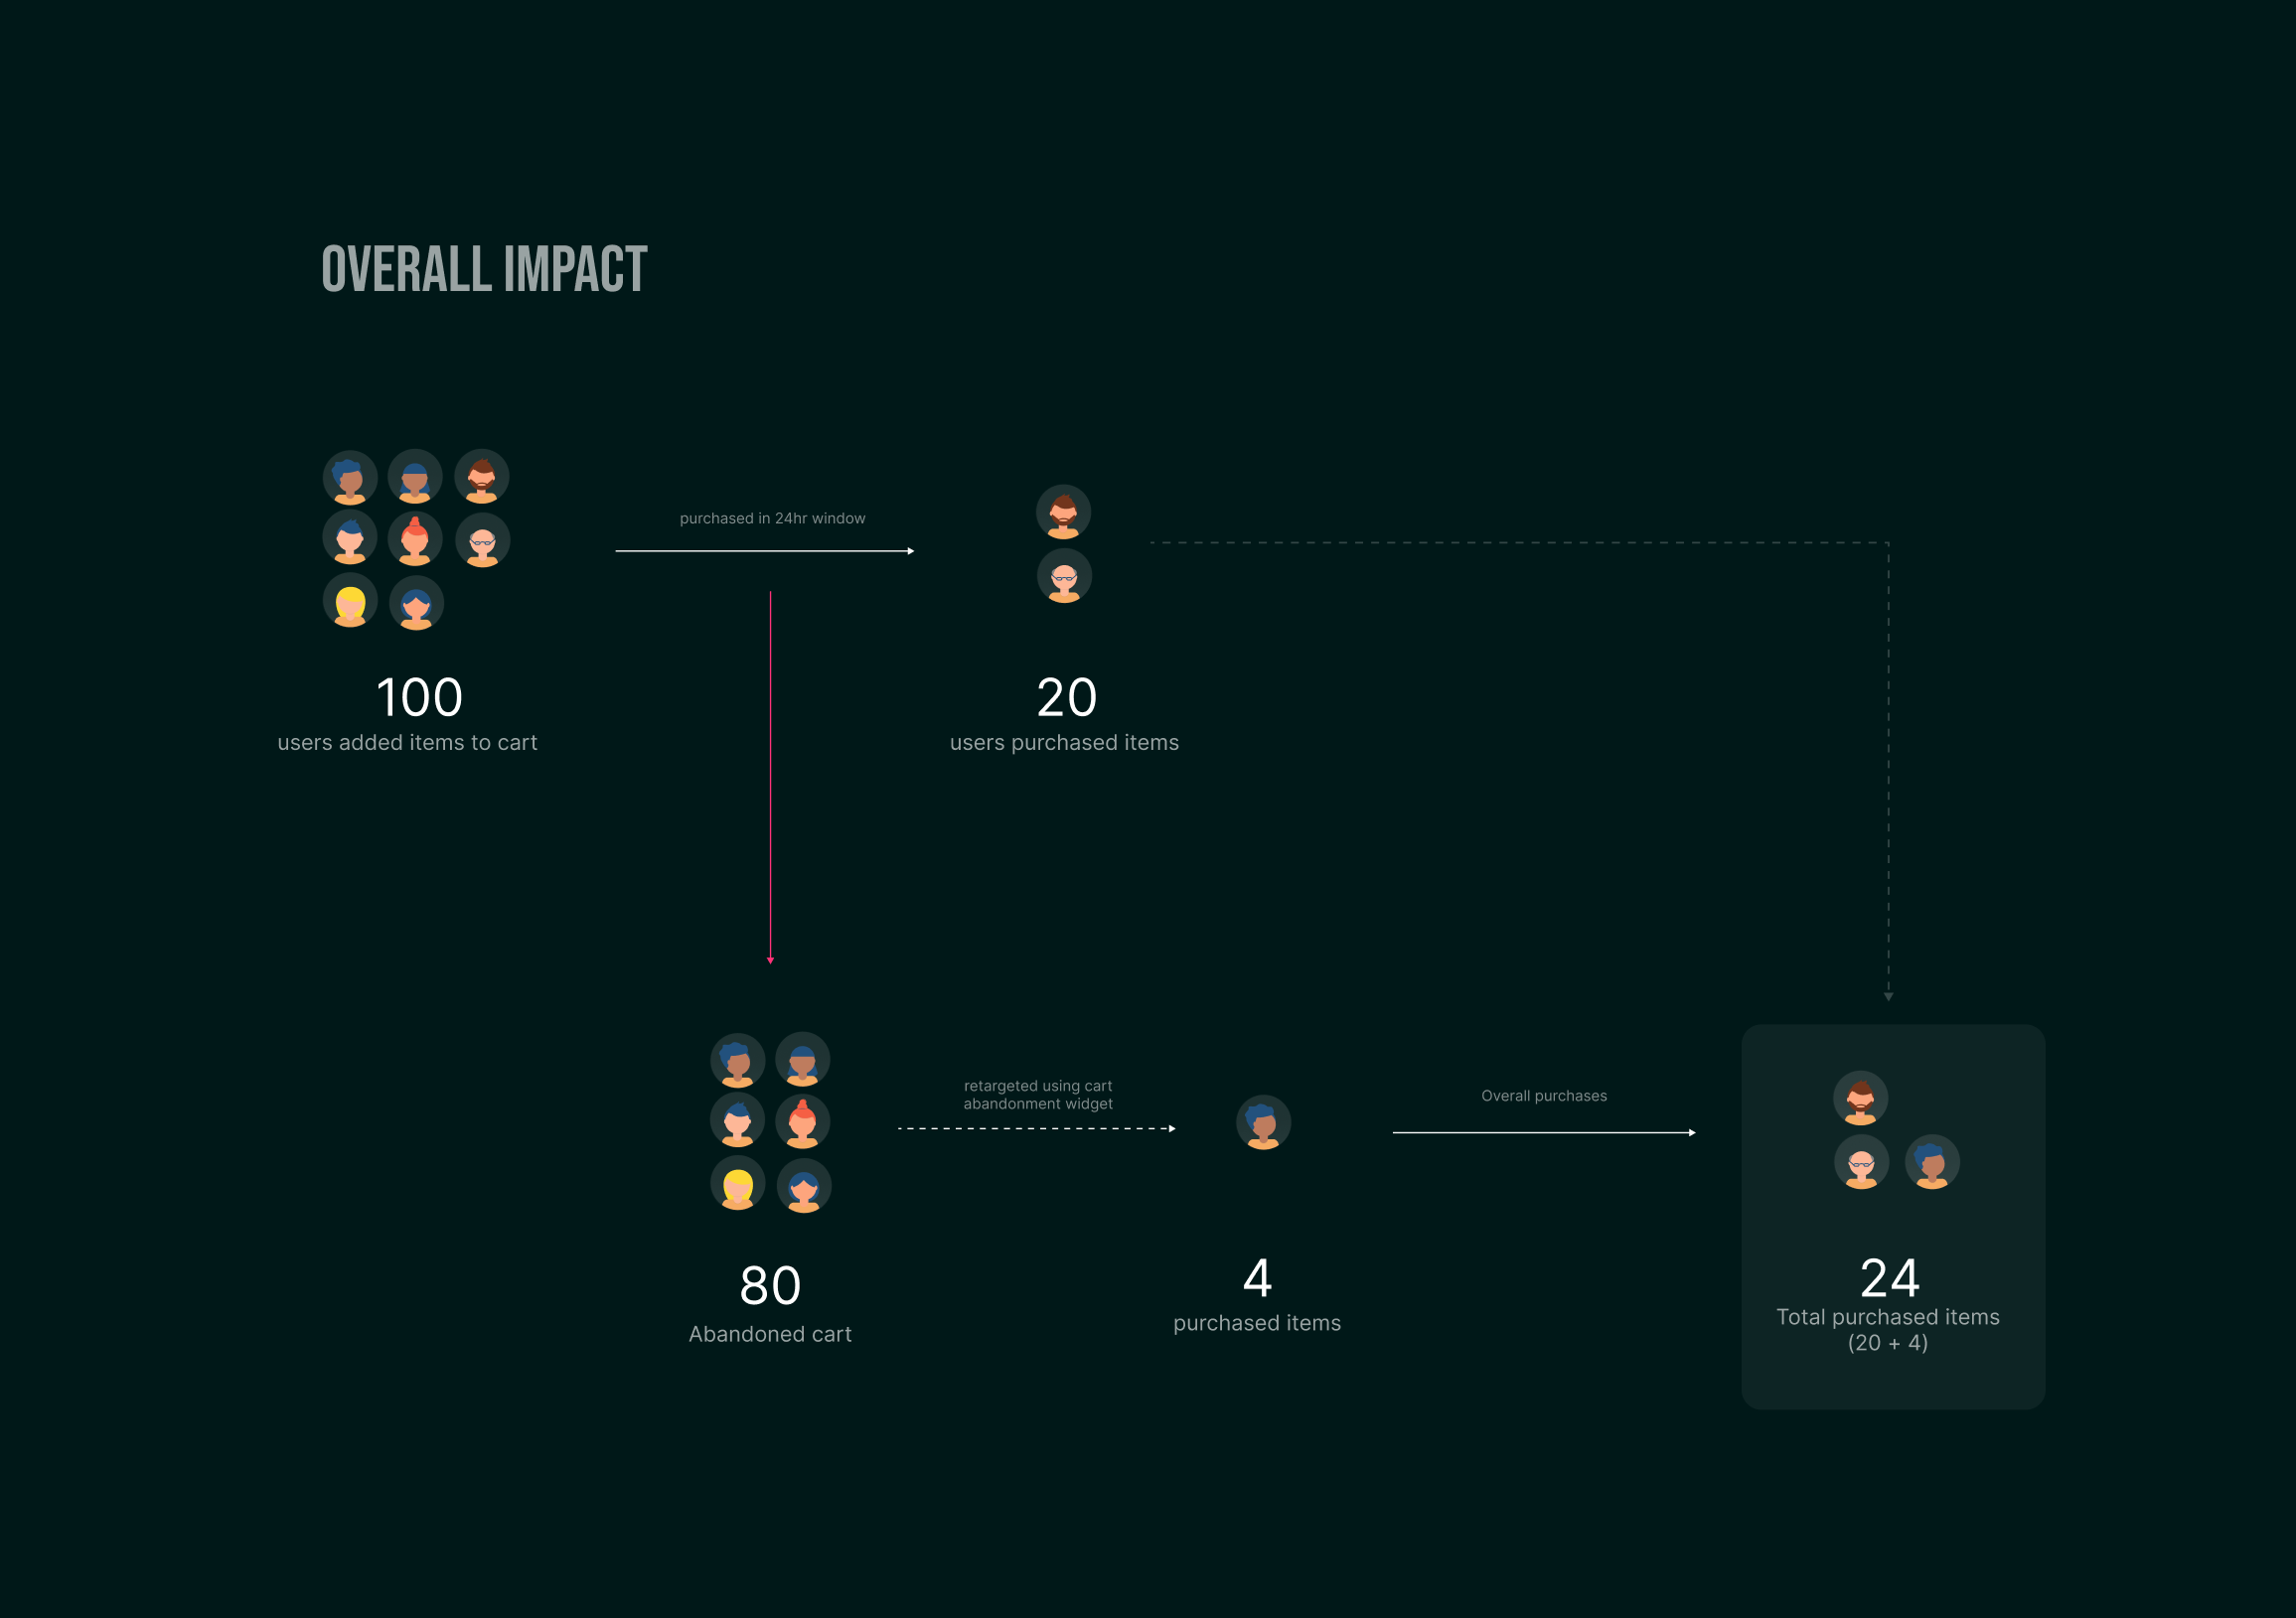 OVERALL IMPACT
purchased in 24hr window
100
users added items to cart
20
users purchased items
retargeted using cart
abandonment widget
Overall purchases
80
Abandoned cart
4
purchased items
24
Total purchased items
(20 + 4)